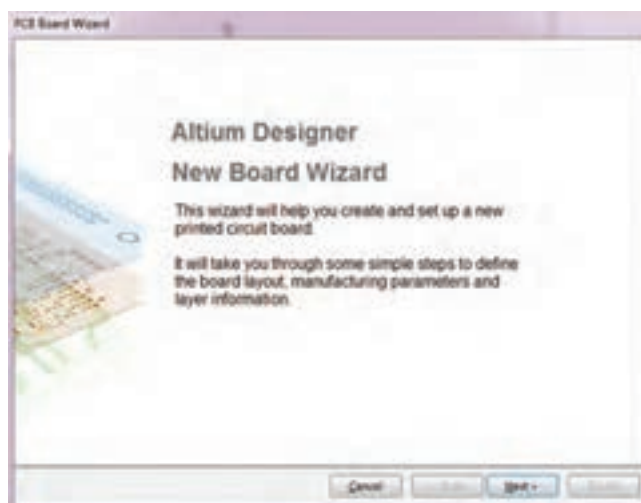 PCB Board Wizard
Altium Designer
New Board Wizard
This wizard will help you create and set up a new
printed circuit board.
It will take you through some simple steps to define
the board layout, manufacturing parameters and
layer information.
Cancel
Next >